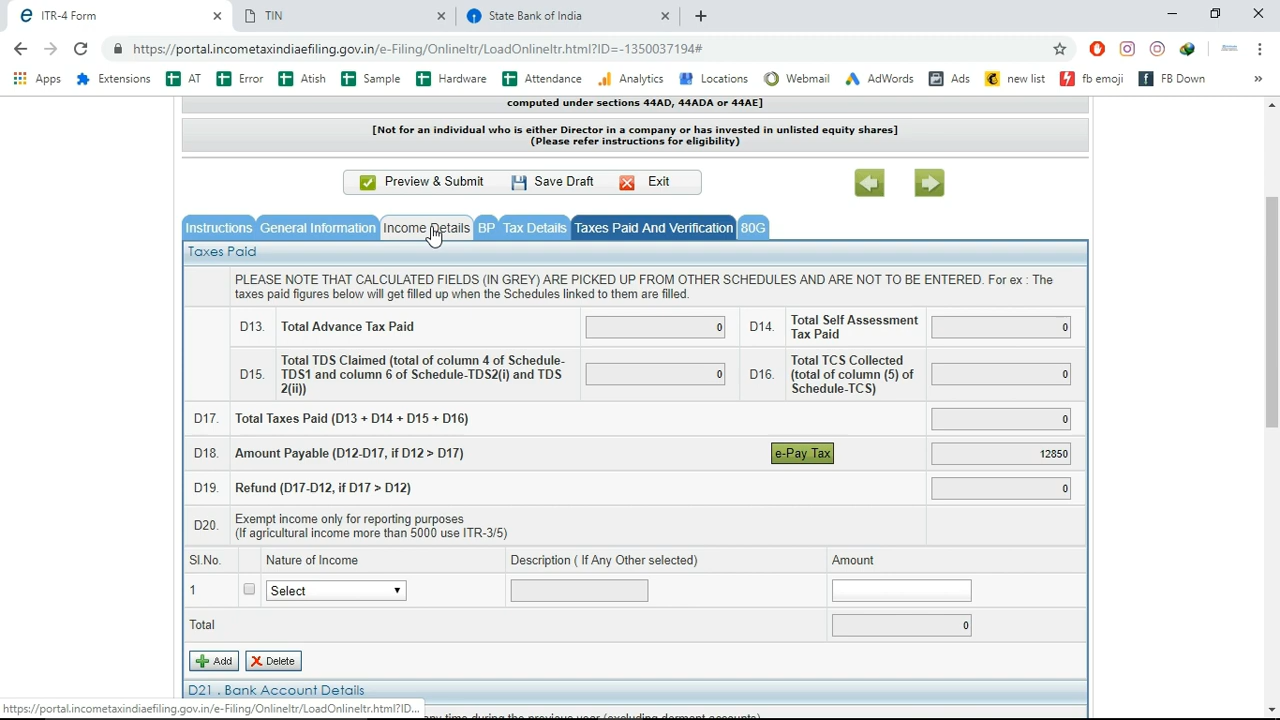 ITR-4 Form
TIN
State Bank of India
https://portal.incometaxindiaefiling.gov.in/e-Filing/OnlineItr/LoadOnlineItr.html?ID=-1350037194#
Apps Extensions AT Error Atish Sample Hardware Attendance Analytics Locations Webmail AdWords Ads new list fb emoji FB Down »
computed under sections 44AD, 44ADA or 44AE]
[Not for an individual who is either Director in a company or has invested in unlisted equity shares]
(Please refer instructions for eligibility)
Preview & Submit Save Draft Exit
Instructions General Information Income Details BP Tax Details Taxes Paid And Verification 80G
Taxes Paid
PLEASE NOTE THAT CALCULATED FIELDS (IN GREY) ARE PICKED UP FROM OTHER SCHEDULES AND ARE NOT TO BE ENTERED. For ex : The
taxes paid figures below will get filled up when the Schedules linked to them are filled.
D13. Total Advance Tax Paid 0
D14. Total Self Assessment
Tax Paid 0
D15. Total TDS Claimed (total of column 4 of Schedule-
TDS1 and column 6 of Schedule-TDS2(i) and TDS
2(ii)) 0
D16. Total TCS Collected
(total of column (5) of
Schedule-TCS) 0
D17. Total Taxes Paid (D13 + D14 + D15 + D16) 0
D18. Amount Payable (D12-D17, if D12 > D17) e-Pay Tax 12850
D19. Refund (D17-D12, if D17 > D12) 0
D20. Exempt income only for reporting purposes
(If agricultural income more than 5000 use ITR-3/5)
Sl.No. Nature of Income Description ( If Any Other selected) Amount
1 Select
Total 0
Add Delete
D21 . Bank Account Details
https://portal.incometaxindiaefiling.gov.in/e-Filing/OnlineItr/LoadOnlineItr.html?ID...
any time during the previous year (excluding dormant accounts)